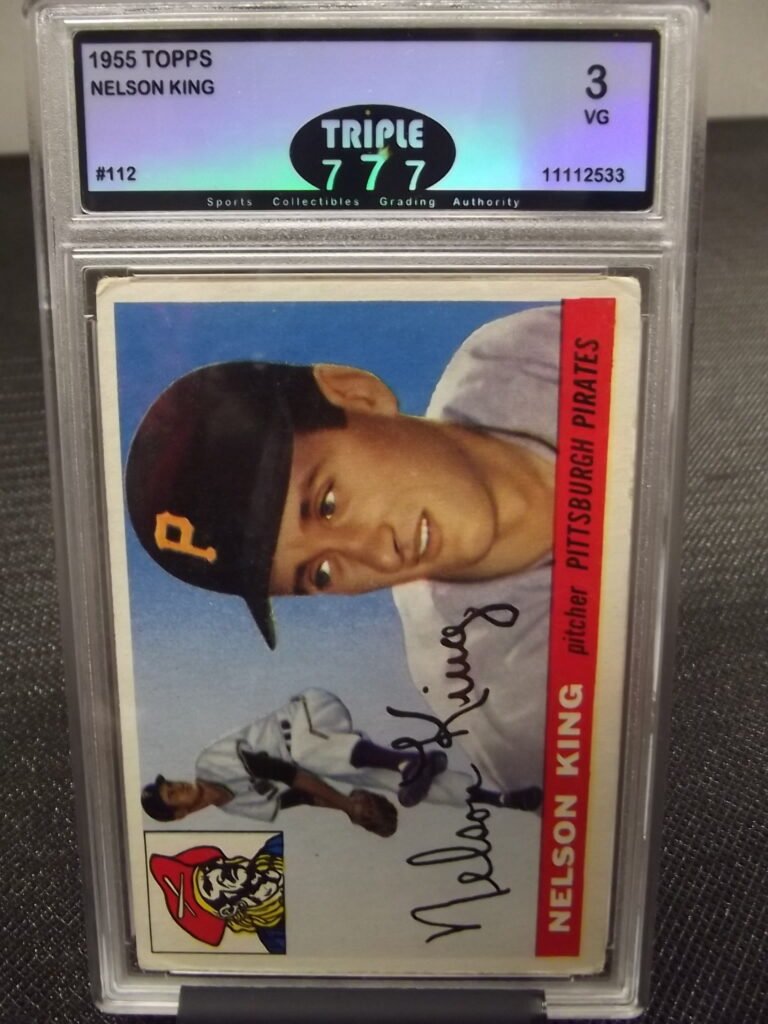 1955 TOPPS
NELSON KING
3
VG
TRIPLE
777
#112
11112533
Sports Collectibles Grading Authority
P
Nelson King
NELSON KING pitcher PITTSBURGH PIRATES